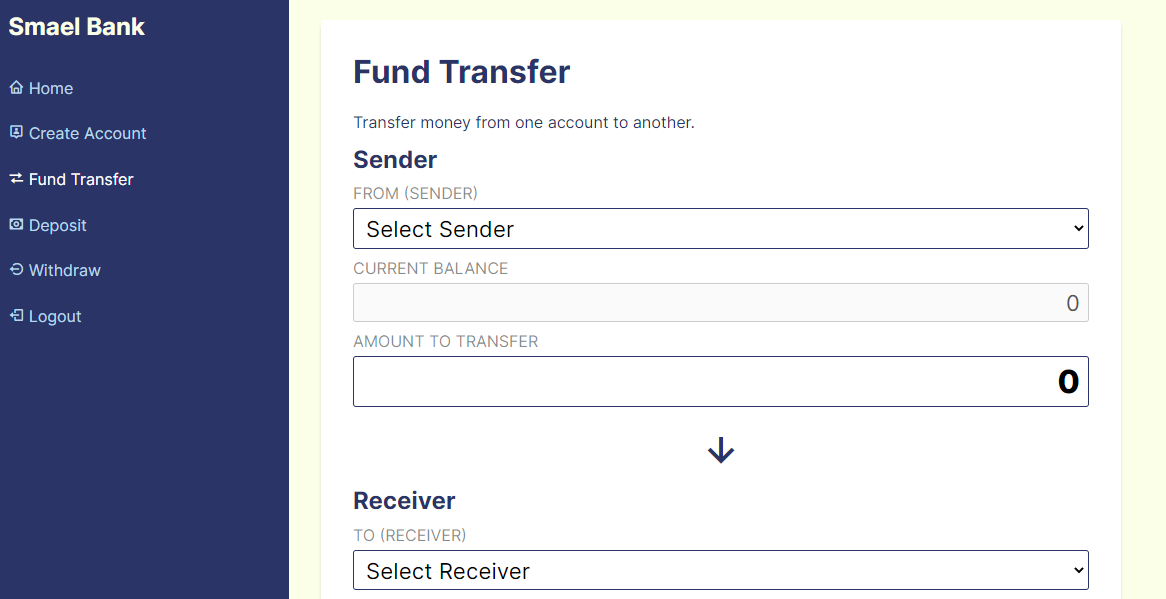 Smael Bank
Home
Create Account
Fund Transfer
Deposit
Withdraw
Logout
Fund Transfer
Transfer money from one account to another.
Sender
FROM (SENDER)
Select Sender
CURRENT BALANCE
0
AMOUNT TO TRANSFER
0
Receiver
TO (RECEIVER)
Select Receiver